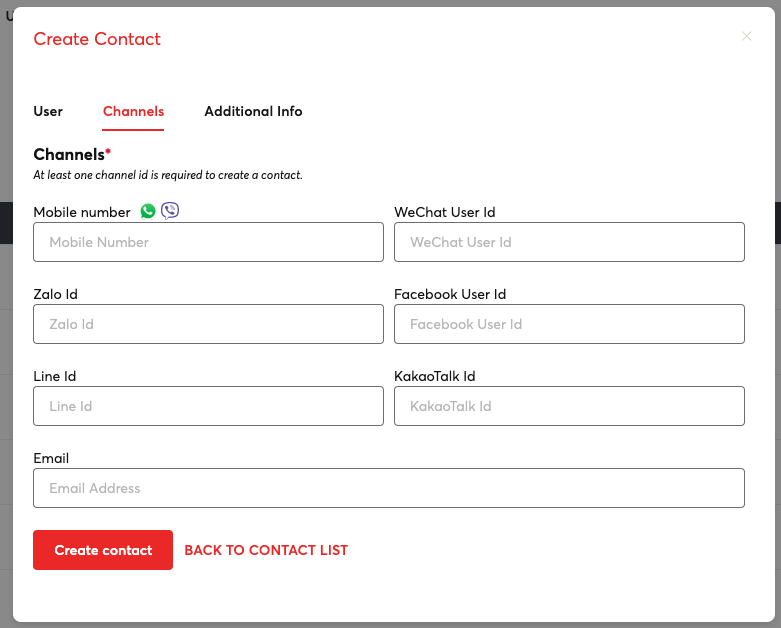 Create Contact
User Channels Additional Info
Channels*
At least one channel id is required to create a contact.
Mobile number WeChat User Id
Mobile Number WeChat User Id
Zalo Id Facebook User Id
Zalo Id Facebook User Id
Line Id KakaoTalk Id
Line Id KakaoTalk Id
Email
Email Address
Create contact BACK TO CONTACT LIST